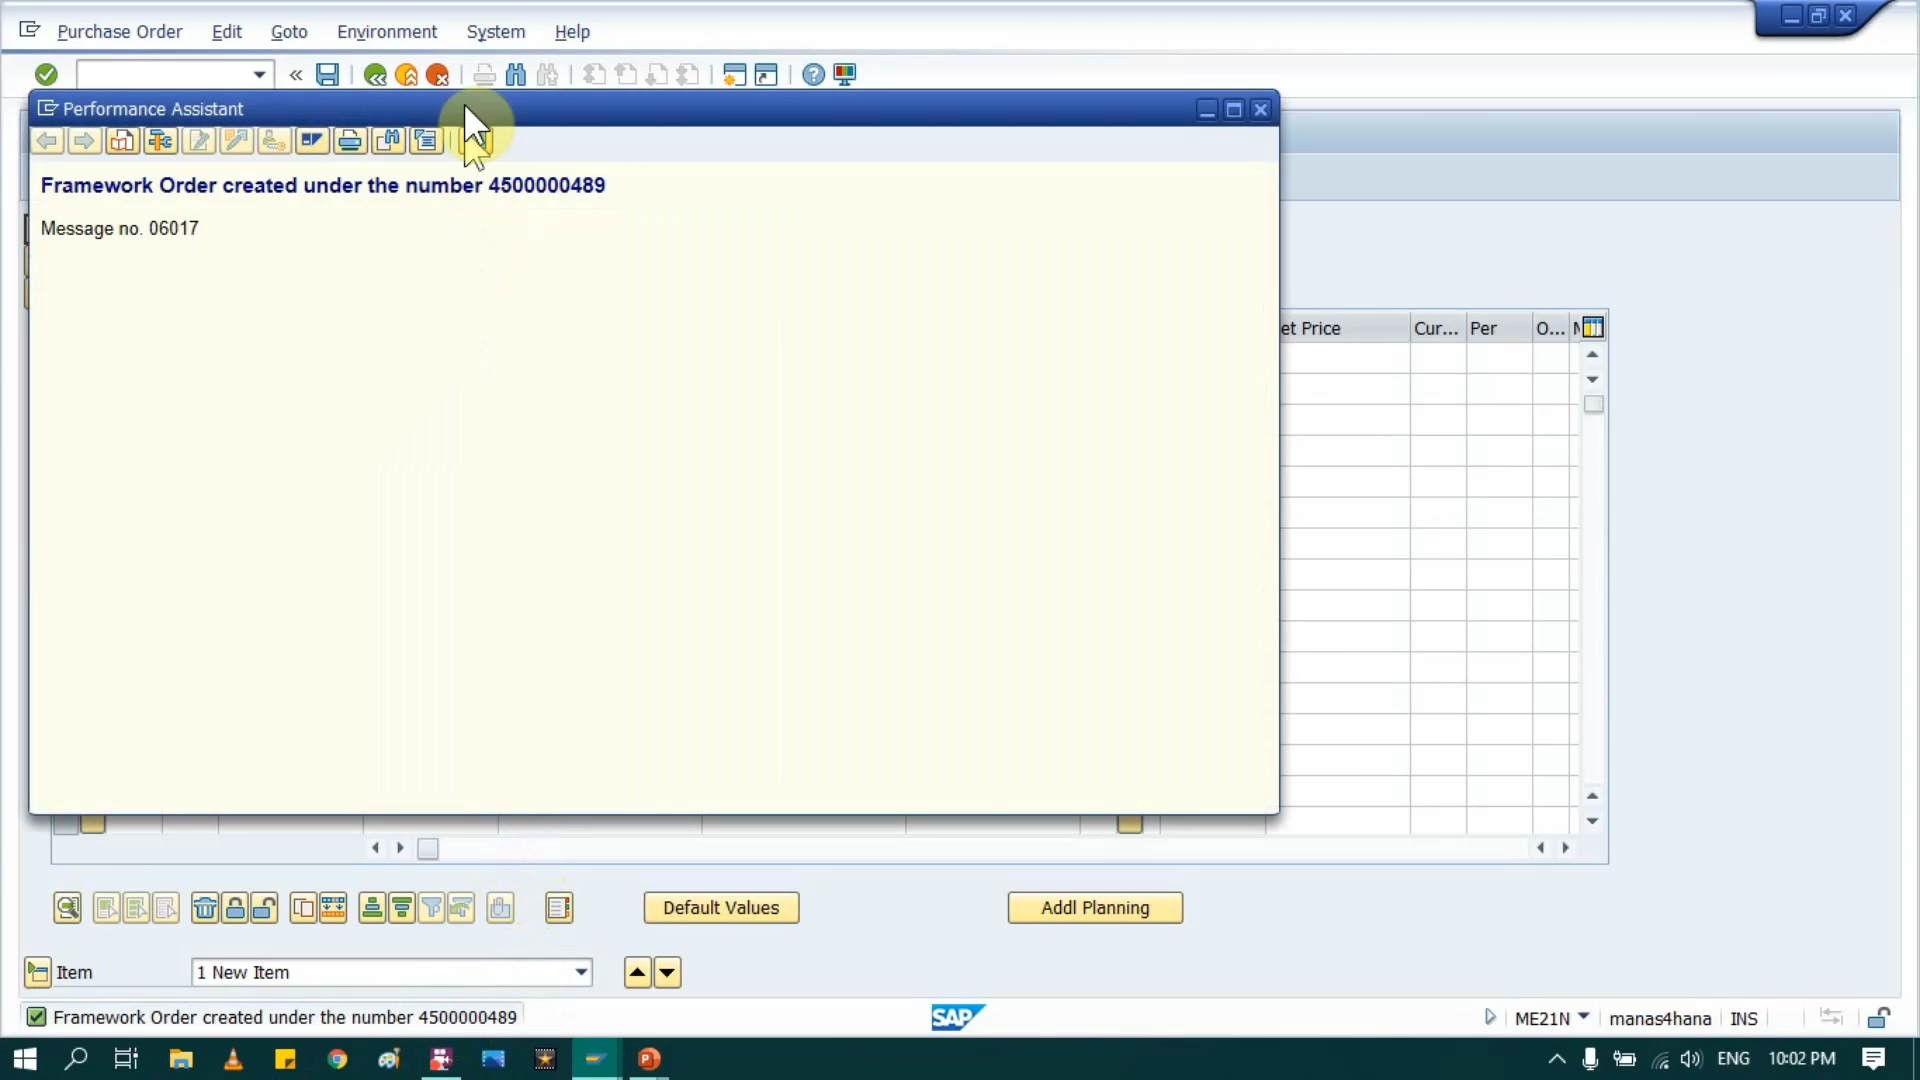 Purchase Order Edit Goto Environment System Help
Performance Assistant
Framework Order created under the number 4500000489
Message no. 06017
et Price Cur... Per O...
Default Values Addl Planning
Item 1 New Item
Framework Order created under the number 4500000489 SAP ME21N manas4hana INS
ENG 10:02 PM